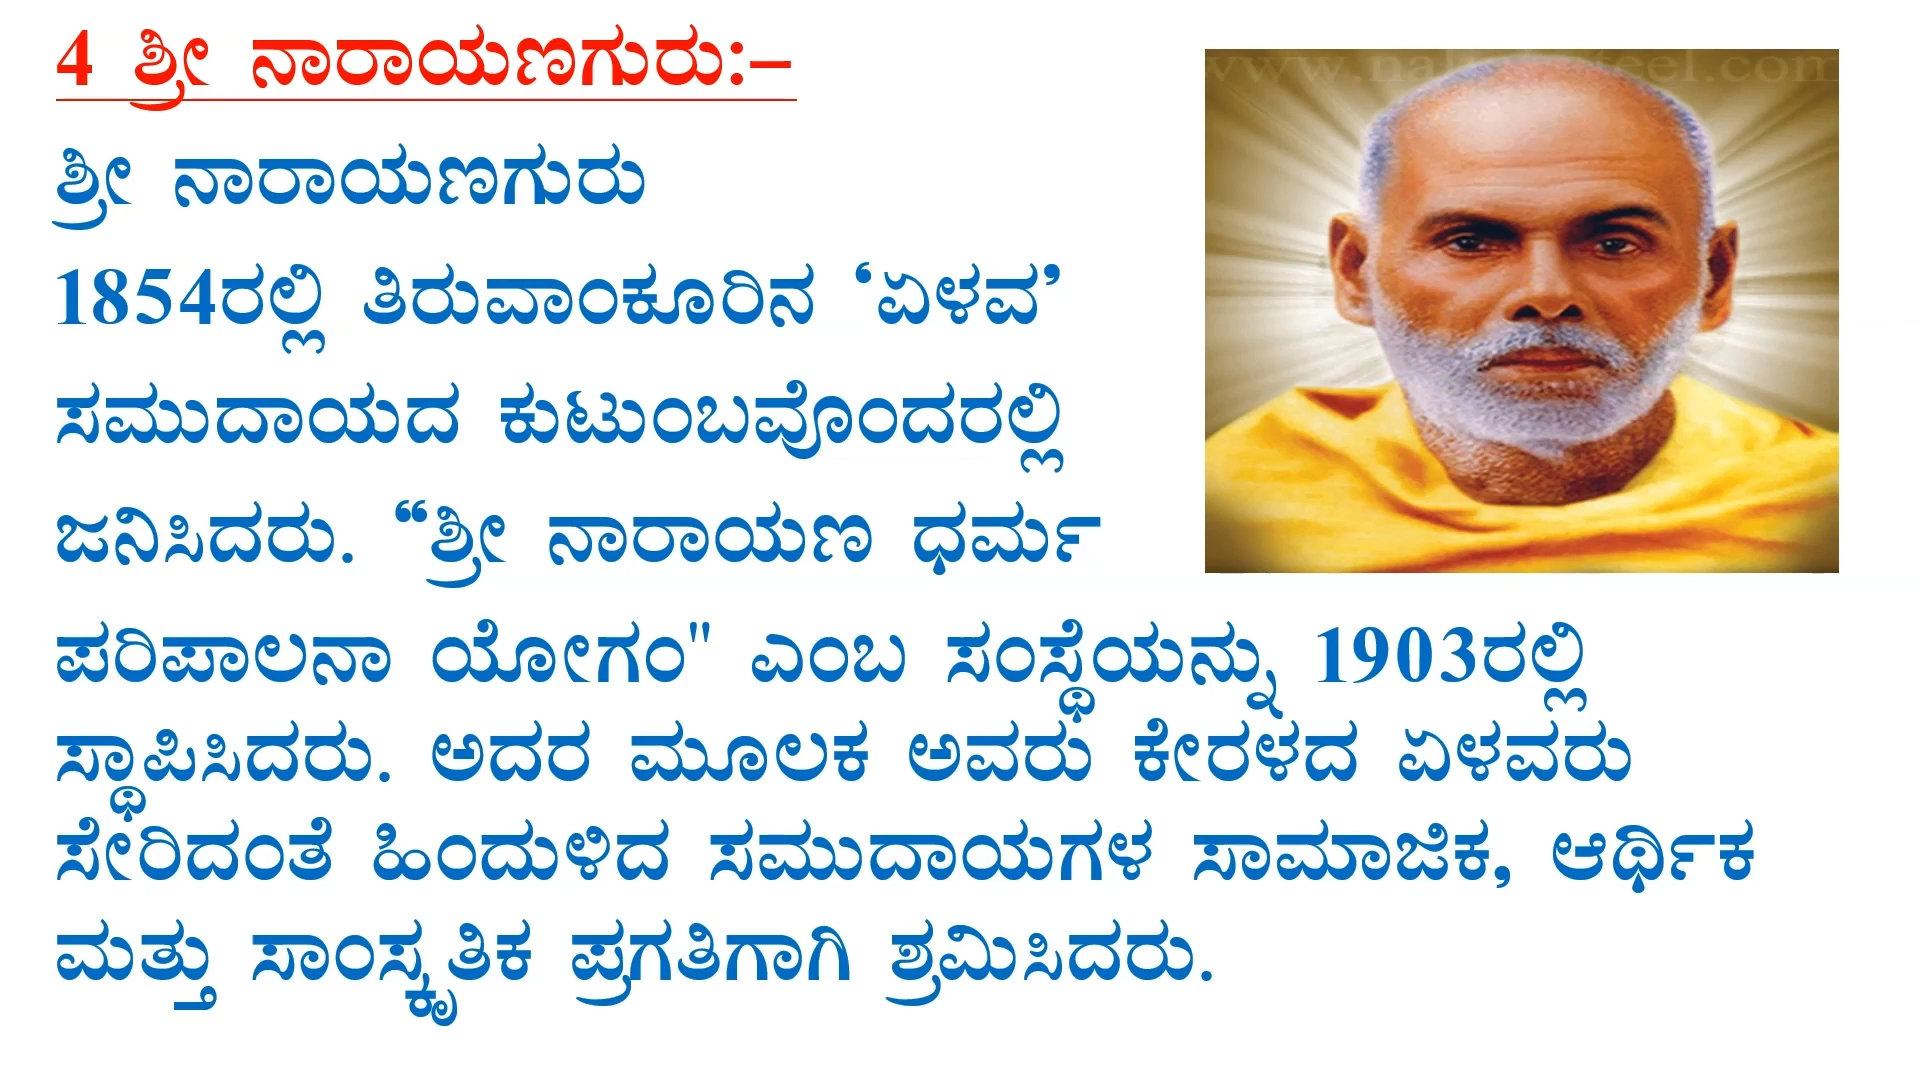 4 ಶ್ರೀ ನಾರಾಯಣಗುರು:–
ಶ್ರೀ ನಾರಾಯಣಗುರು
1854ರಲ್ಲಿ ತಿರುವಾಂಕೂರಿನ ‘ಏಳವ’
ಸಮುದಾಯದ ಕುಟುಂಬವೊಂದರಲ್ಲಿ
ಜನಿಸಿದರು. “ಶ್ರೀ ನಾರಾಯಣ ಧರ್ಮ
ಪರಿಪಾಲನಾ ಯೋಗಂ" ಎಂಬ ಸಂಸ್ಥೆಯನ್ನು 1903ರಲ್ಲಿ
ಸ್ಥಾಪಿಸಿದರು. ಅದರ ಮೂಲಕ ಅವರು ಕೇರಳದ ಏಳವರು
ಸೇರಿದಂತೆ ಹಿಂದುಳಿದ ಸಮುದಾಯಗಳ ಸಾಮಾಜಿಕ, ಆರ್ಥಿಕ
ಮತ್ತು ಸಾಂಸ್ಕೃತಿಕ ಪ್ರಗತಿಗಾಗಿ ಶ್ರಮಿಸಿದರು.